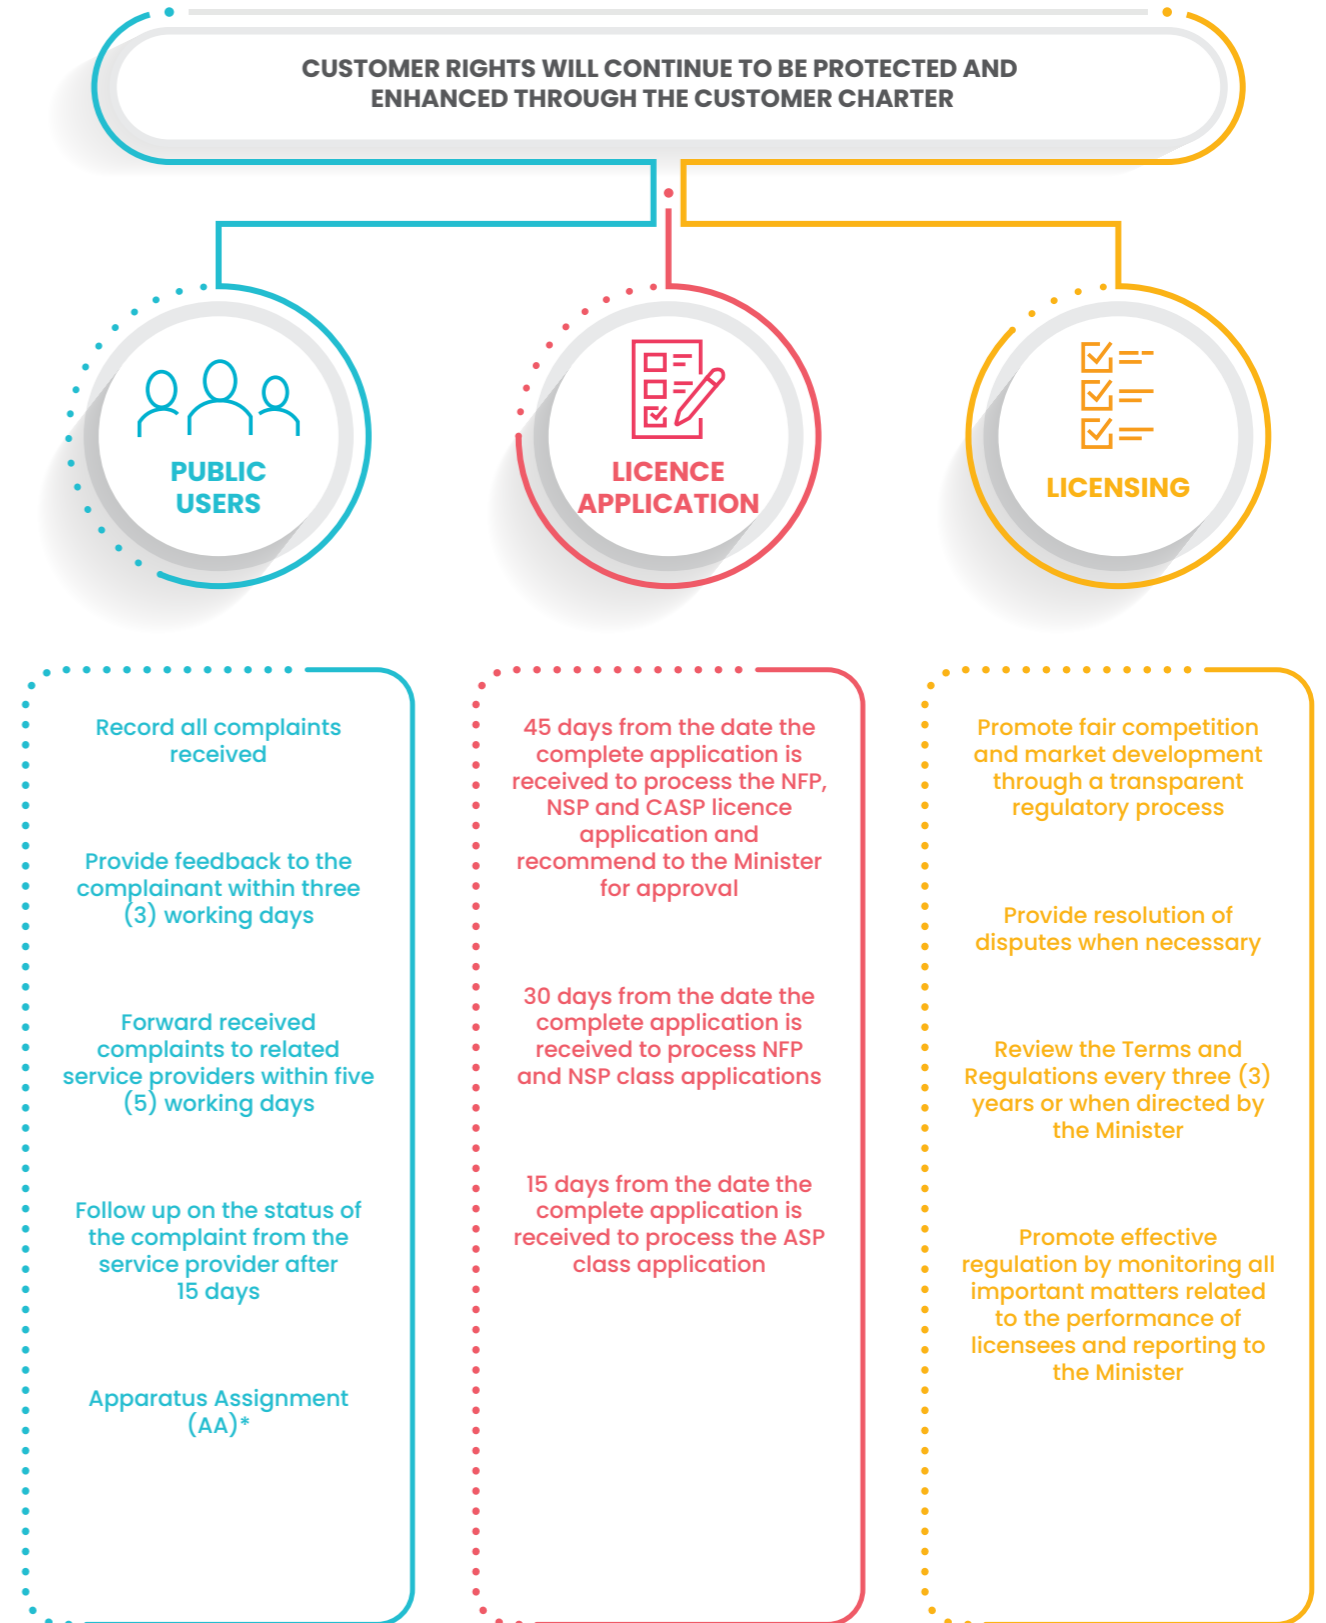 CUSTOMER RIGHTS WILL CONTINUE TO BE PROTECTED AND
ENHANCED THROUGH THE CUSTOMER CHARTER
PUBLIC
USERS
Record all complaints
received
Provide feedback to the
complainant within three
(3) working days
Forward received
complaints to related
service providers within five
(5) working days
Follow up on the status of
the complaint from the
service provider after
15 days
Apparatus Assignment
(AA)*
LICENCE
APPLICATION
45 days from the date the
complete application is
received to process the NFP,
NSP and CASP licence
application and
recommend to the Minister
for approval
30 days from the date the
complete application is
received to process NFP
and NSP class applications
15 days from the date the
complete application is
received to process the ASP
class application
LICENSING
Promote fair competition
and market development
through a transparent
regulatory process
Provide resolution of
disputes when necessary
Review the Terms and
Regulations every three (3)
years or when directed by
the Minister
Promote effective
regulation by monitoring all
important matters related
to the performance of
licensees and reporting to
the Minister